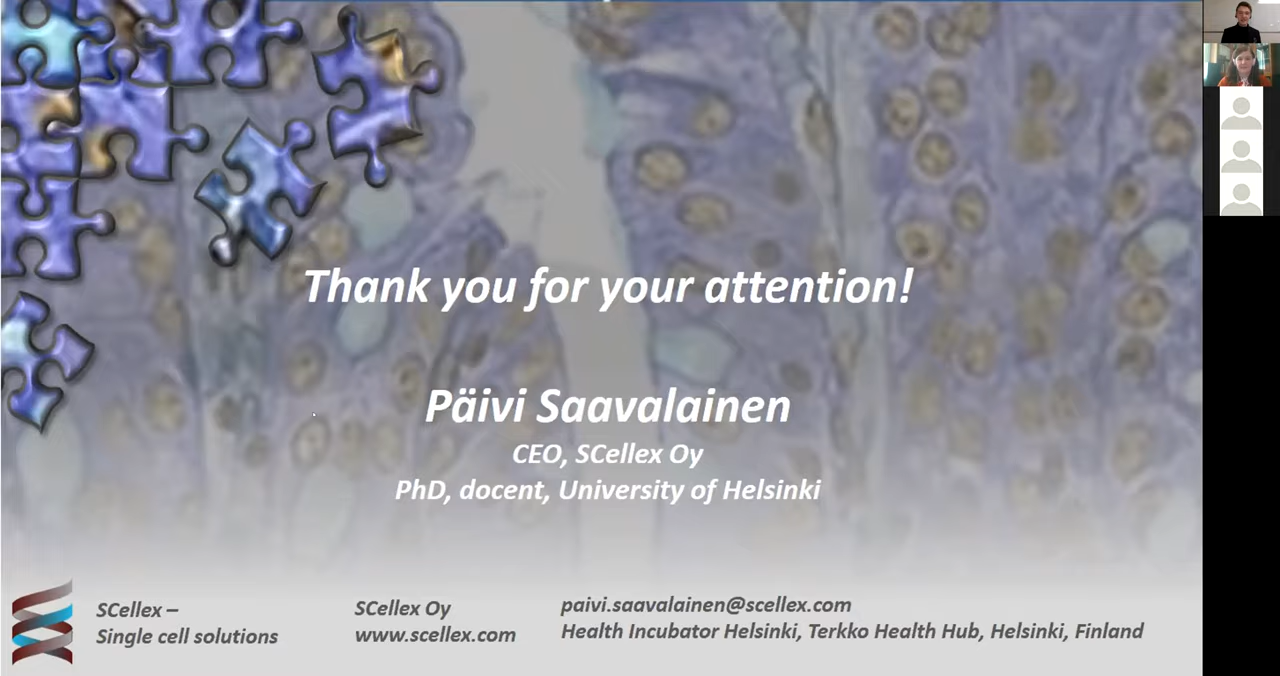 Thank you for your attention!
Päivi Saavalainen
CEO, SCellex Oy
PhD, docent, University of Helsinki
SCellex –
Single cell solutions
SCellex Oy
www.scellex.com
paivi.saavalainen@scellex.com
Health Incubator Helsinki, Terkko Health Hub, Helsinki, Finland